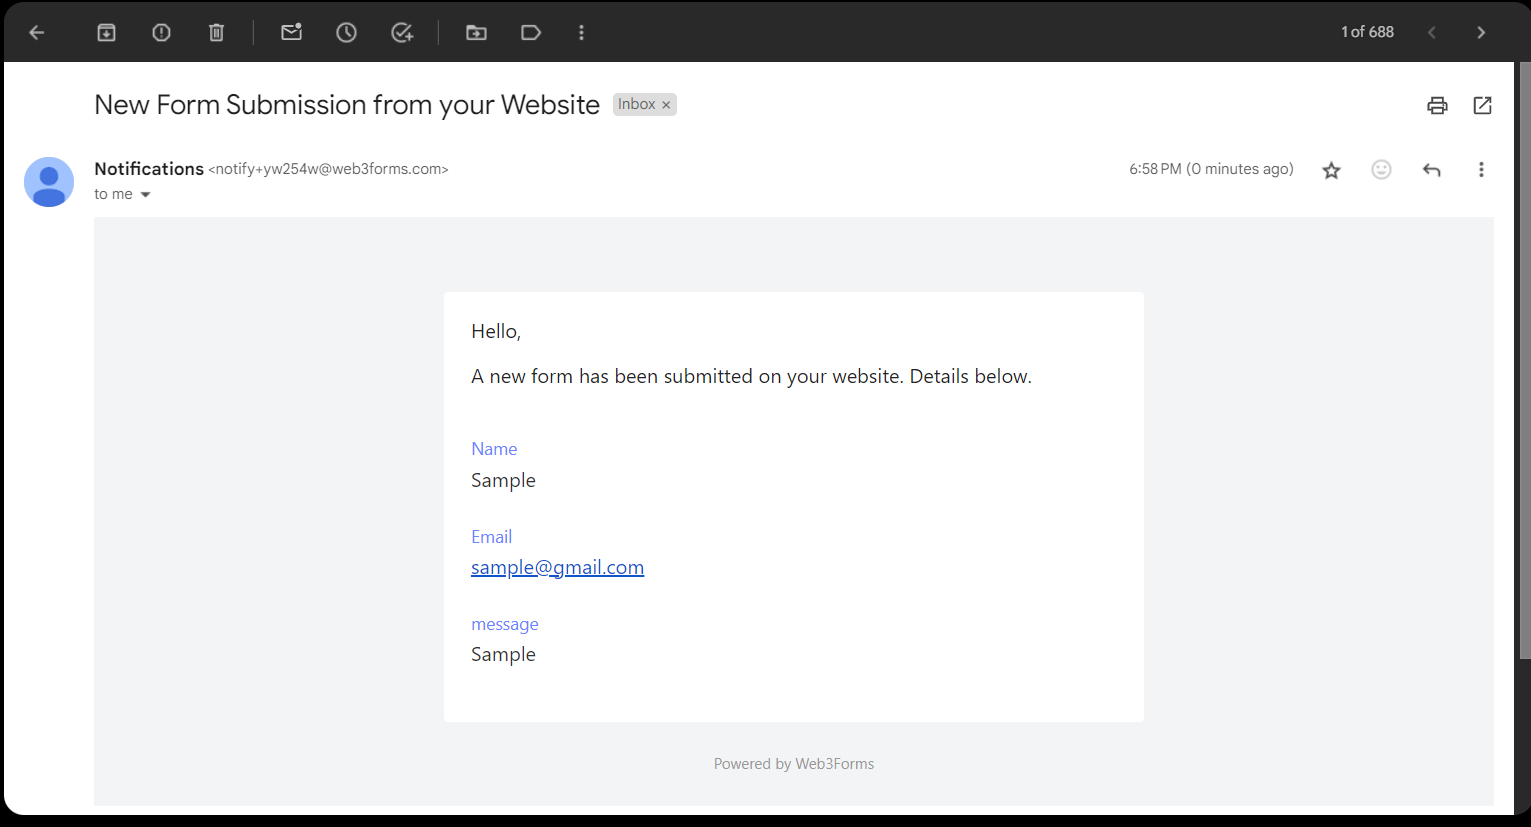 1 of 688
New Form Submission from your Website Inbox ×
Notifications <notify+yw254w@web3forms.com> 6:58 PM (0 minutes ago)
to me
Hello,
A new form has been submitted on your website. Details below.
Name
Sample
Email
sample@gmail.com
message
Sample
Powered by Web3Forms